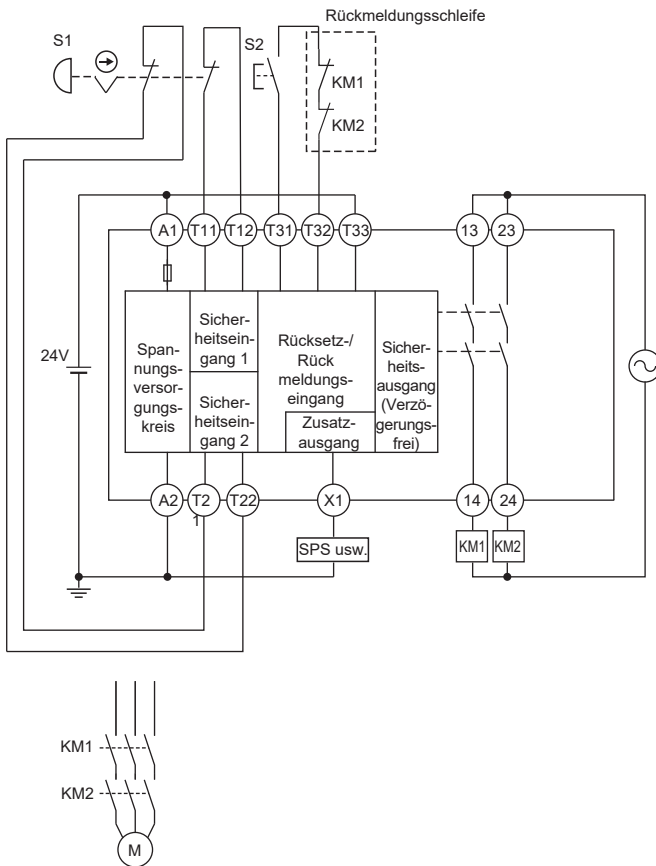 Rückmeldungsschleife
S1
S2
KM1
KM2
A1
T11
T12
T31
T32
T33
13
23
24V
Span-
nungs-
versor-
gungs-
kreis
Sicher-
heitsein-
gang 1
Sicher-
heitsein-
gang 2
Rücksetz-/
Rück
meldungs-
eingang
Zusatz-
ausgang
Sicher-
heits-
ausgang
(Verzö-
gerungs-
frei)
A2
T2
1
T22
X1
14
24
SPS usw.
KM1
KM2
KM1
KM2
M